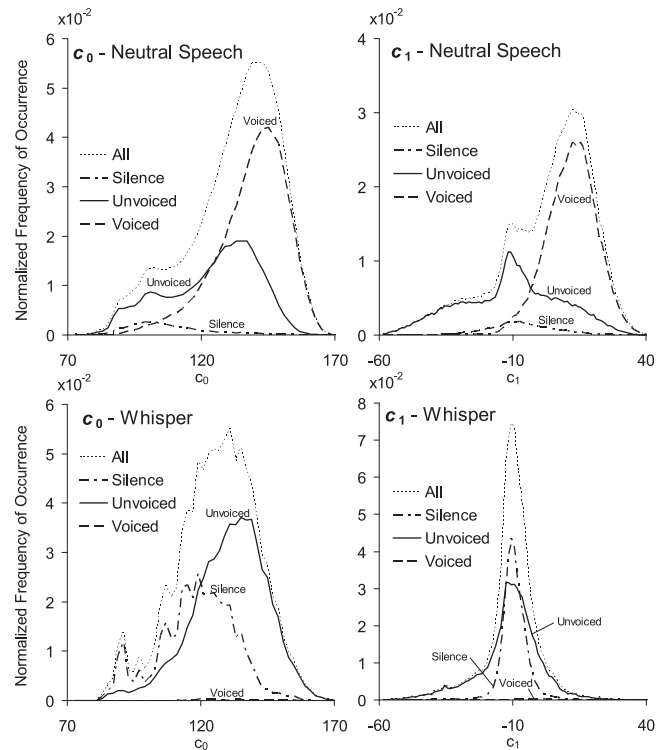 x10⁻²
c₀ - Neutral Speech
Normalized Frequency of Occurrence
6
5
4
3
2
1
0
All
Silence
Unvoiced
Voiced
Voiced
Unvoiced
Silence
70 120 170
c₀
x10⁻²
c₁ - Neutral Speech
4
3
2
1
0
All
Silence
Unvoiced
Voiced
Voiced
Unvoiced
Silence
-60 -10 40
c₁
x10⁻²
c₀ - Whisper
Normalized Frequency of Occurrence
6
5
4
3
2
1
0
All
Silence
Unvoiced
Voiced
Unvoiced
Silence
Voiced
70 120 170
c₀
x10⁻²
c₁ - Whisper
8
7
6
5
4
3
2
1
0
All
Silence
Unvoiced
Voiced
Unvoiced
Silence
Voiced
-60 -10 40
c₁